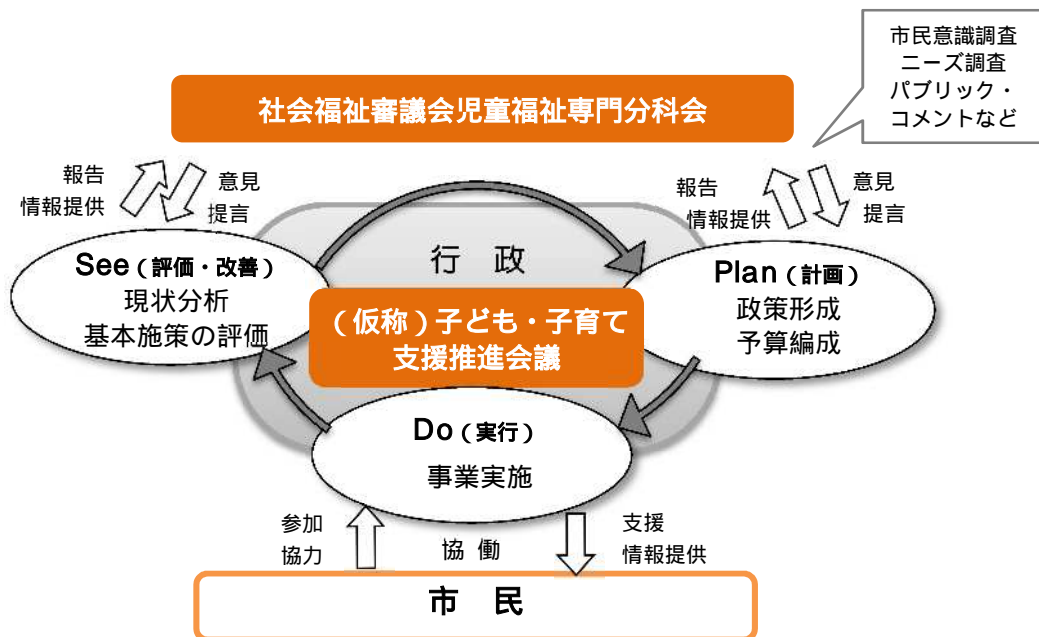 市民意識調査
ニーズ調査
パブリック・
コメントなど
社会福祉審議会児童福祉専門分科会
報告
情報提供
意見
提言
報告
情報提供
意見
提言
行　政
See（評価・改善）
現状分析
基本施策の評価
Plan（計画）
政策形成
予算編成
（仮称）子ども・子育て
支援推進会議
Do（実行）
事業実施
参加
協力
協 働
支援
情報提供
市　民